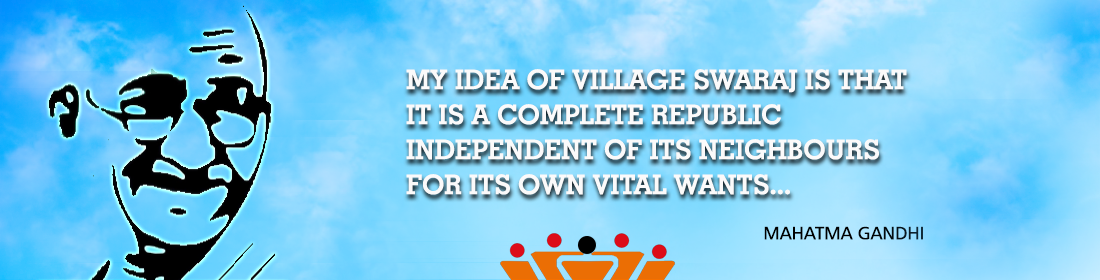 MY IDEA OF VILLAGE SWARAJ IS THAT
IT IS A COMPLETE REPUBLIC
INDEPENDENT OF ITS NEIGHBOURS
FOR ITS OWN VITAL WANTS...
MAHATMA GANDHI